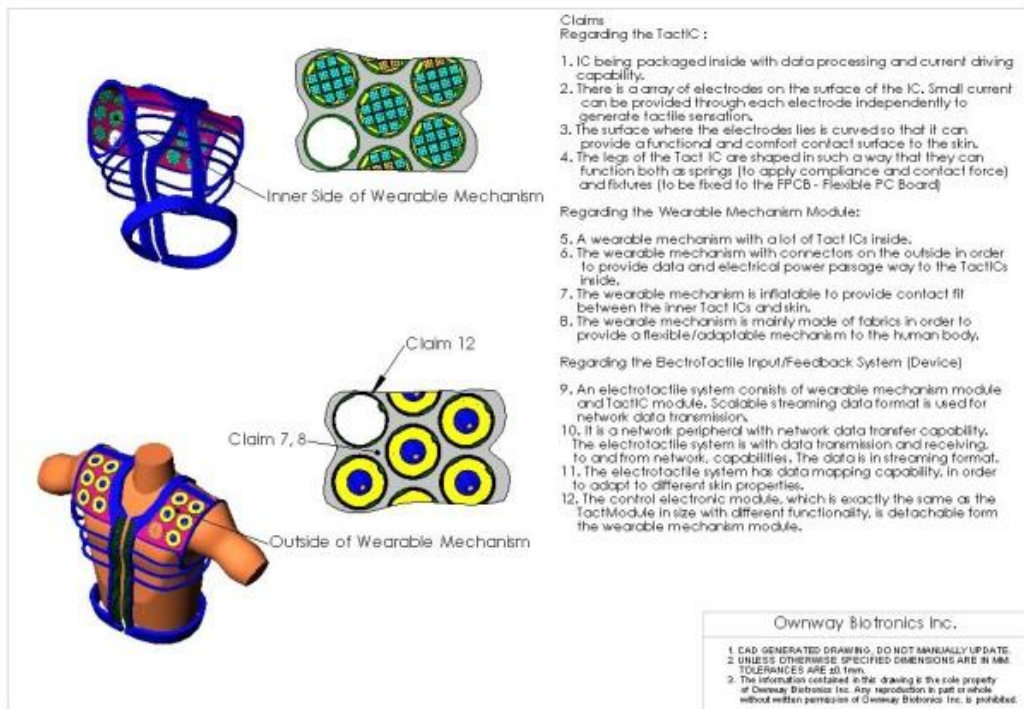 Claims
Regarding the TactIC :
1. IC being packaged inside with data processing and current driving
capability.
2. There is a array of electrodes on the surface of the IC. Small current
can be provided through each electrode independently to
generate tactile sensation.
3. The surface where the electrodes lies is curved so that it can
provide a functional and comfort contact surface to the skin.
4. The legs of the Tact IC are shaped in such a way that they can
function both as springs (to apply compliance and contact force)
and fixtures (to be fixed to the FPCB - Flexible PC Board)
Regarding the Wearable Mechanism Module:
5. A wearable mechanism with a lot of Tact ICs inside.
6. The wearable mechanism with connectors on the outside in order
to provide data and electrical power passage way to the TactICs
inside.
7. The wearable mechanism is inflatable to provide contact fit
between the inner Tact ICs and skin.
8. The wearale mechanism is mainly made of fabrics in order to
provide a flexible/adaptable mechanism to the human body.
Regarding the ElectroTactile Input/Feedback System (Device)
9. An electrotactile system consists of wearable mechanism module
and TactIC module. Scalable streaming data format is used for
network data transmission.
10. It is a network peripheral with network data transfer capability.
The electrotactile system is with data transmission and receiving,
to and from network, capabilities. The data is in streaming format.
11. The electrotactile system has data mapping capability, in order
to adapt to different skin properties.
12. The control electronic module, which is exactly the same as the
TactModule in size with different functionality, is detachable form
the wearable mechanism module.
Inner Side of Wearable Mechanism
Claim 12
Claim 7, 8
Outside of Wearable Mechanism
Ownway Biotronics Inc.
1. CAD GENERATED DRAWING, DO NOT MANUALLY UPDATE.
2. UNLESS OTHERWISE SPECIFIED DIMENSIONS ARE IN MM.
TOLERANCES ARE ±0.1mm.
3. The information contained in this drawing is the sole property
of Ownway Biotronics Inc. Any reproduction in part or whole
without written permission of Ownway Biotronics Inc. is prohibited.